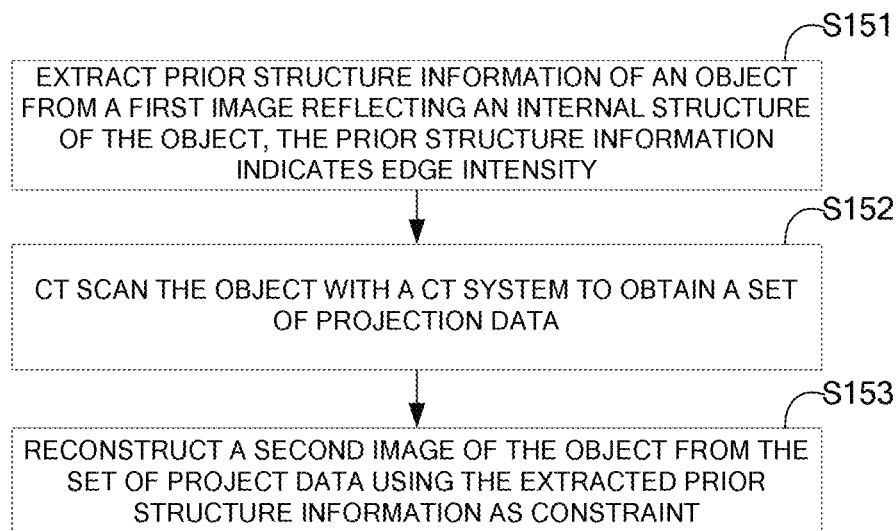 S151
EXTRACT PRIOR STRUCTURE INFORMATION OF AN OBJECT
FROM A FIRST IMAGE REFLECTING AN INTERNAL STRUCTURE
OF THE OBJECT, THE PRIOR STRUCTURE INFORMATION
INDICATES EDGE INTENSITY
S152
CT SCAN THE OBJECT WITH A CT SYSTEM TO OBTAIN A SET
OF PROJECTION DATA
S153
RECONSTRUCT A SECOND IMAGE OF THE OBJECT FROM THE
SET OF PROJECT DATA USING THE EXTRACTED PRIOR
STRUCTURE INFORMATION AS CONSTRAINT